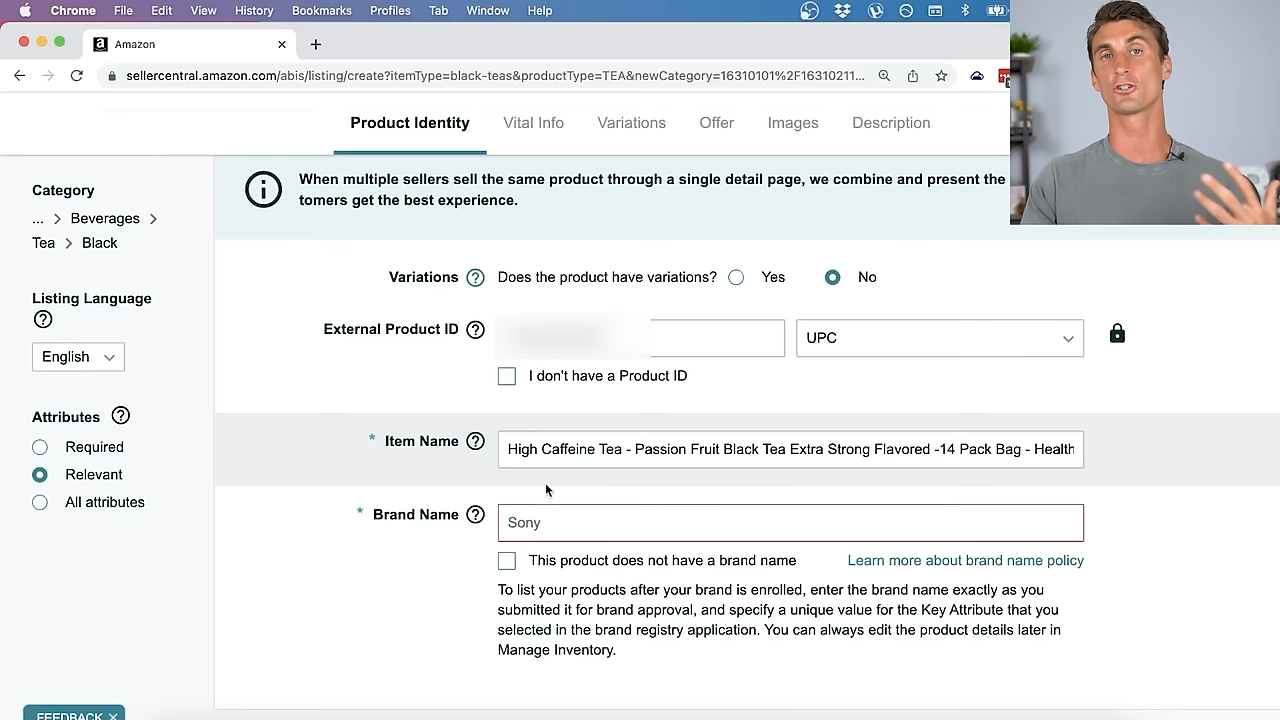 Chrome File Edit View History Bookmarks Profiles Tab Window Help
Amazon
sellercentral.amazon.com/abis/listing/create?itemType=black-teas&productType=TEA&newCategory=16310101%2F16310211...
Product Identity Vital Info Variations Offer Images Description
When multiple sellers sell the same product through a single detail page, we combine and present the
tomers get the best experience.
Category
... > Beverages >
Tea > Black
Listing Language
English
Attributes
Required
Relevant
All attributes
Variations Does the product have variations? Yes No
External Product ID UPC
I don't have a Product ID
* Item Name High Caffeine Tea - Passion Fruit Black Tea Extra Strong Flavored -14 Pack Bag - Health
* Brand Name Sony
This product does not have a brand name Learn more about brand name policy
To list your products after your brand is enrolled, enter the brand name exactly as you
submitted it for brand approval, and specify a unique value for the Key Attribute that you
selected in the brand registry application. You can always edit the product details later in
Manage Inventory.
FEEDBACK